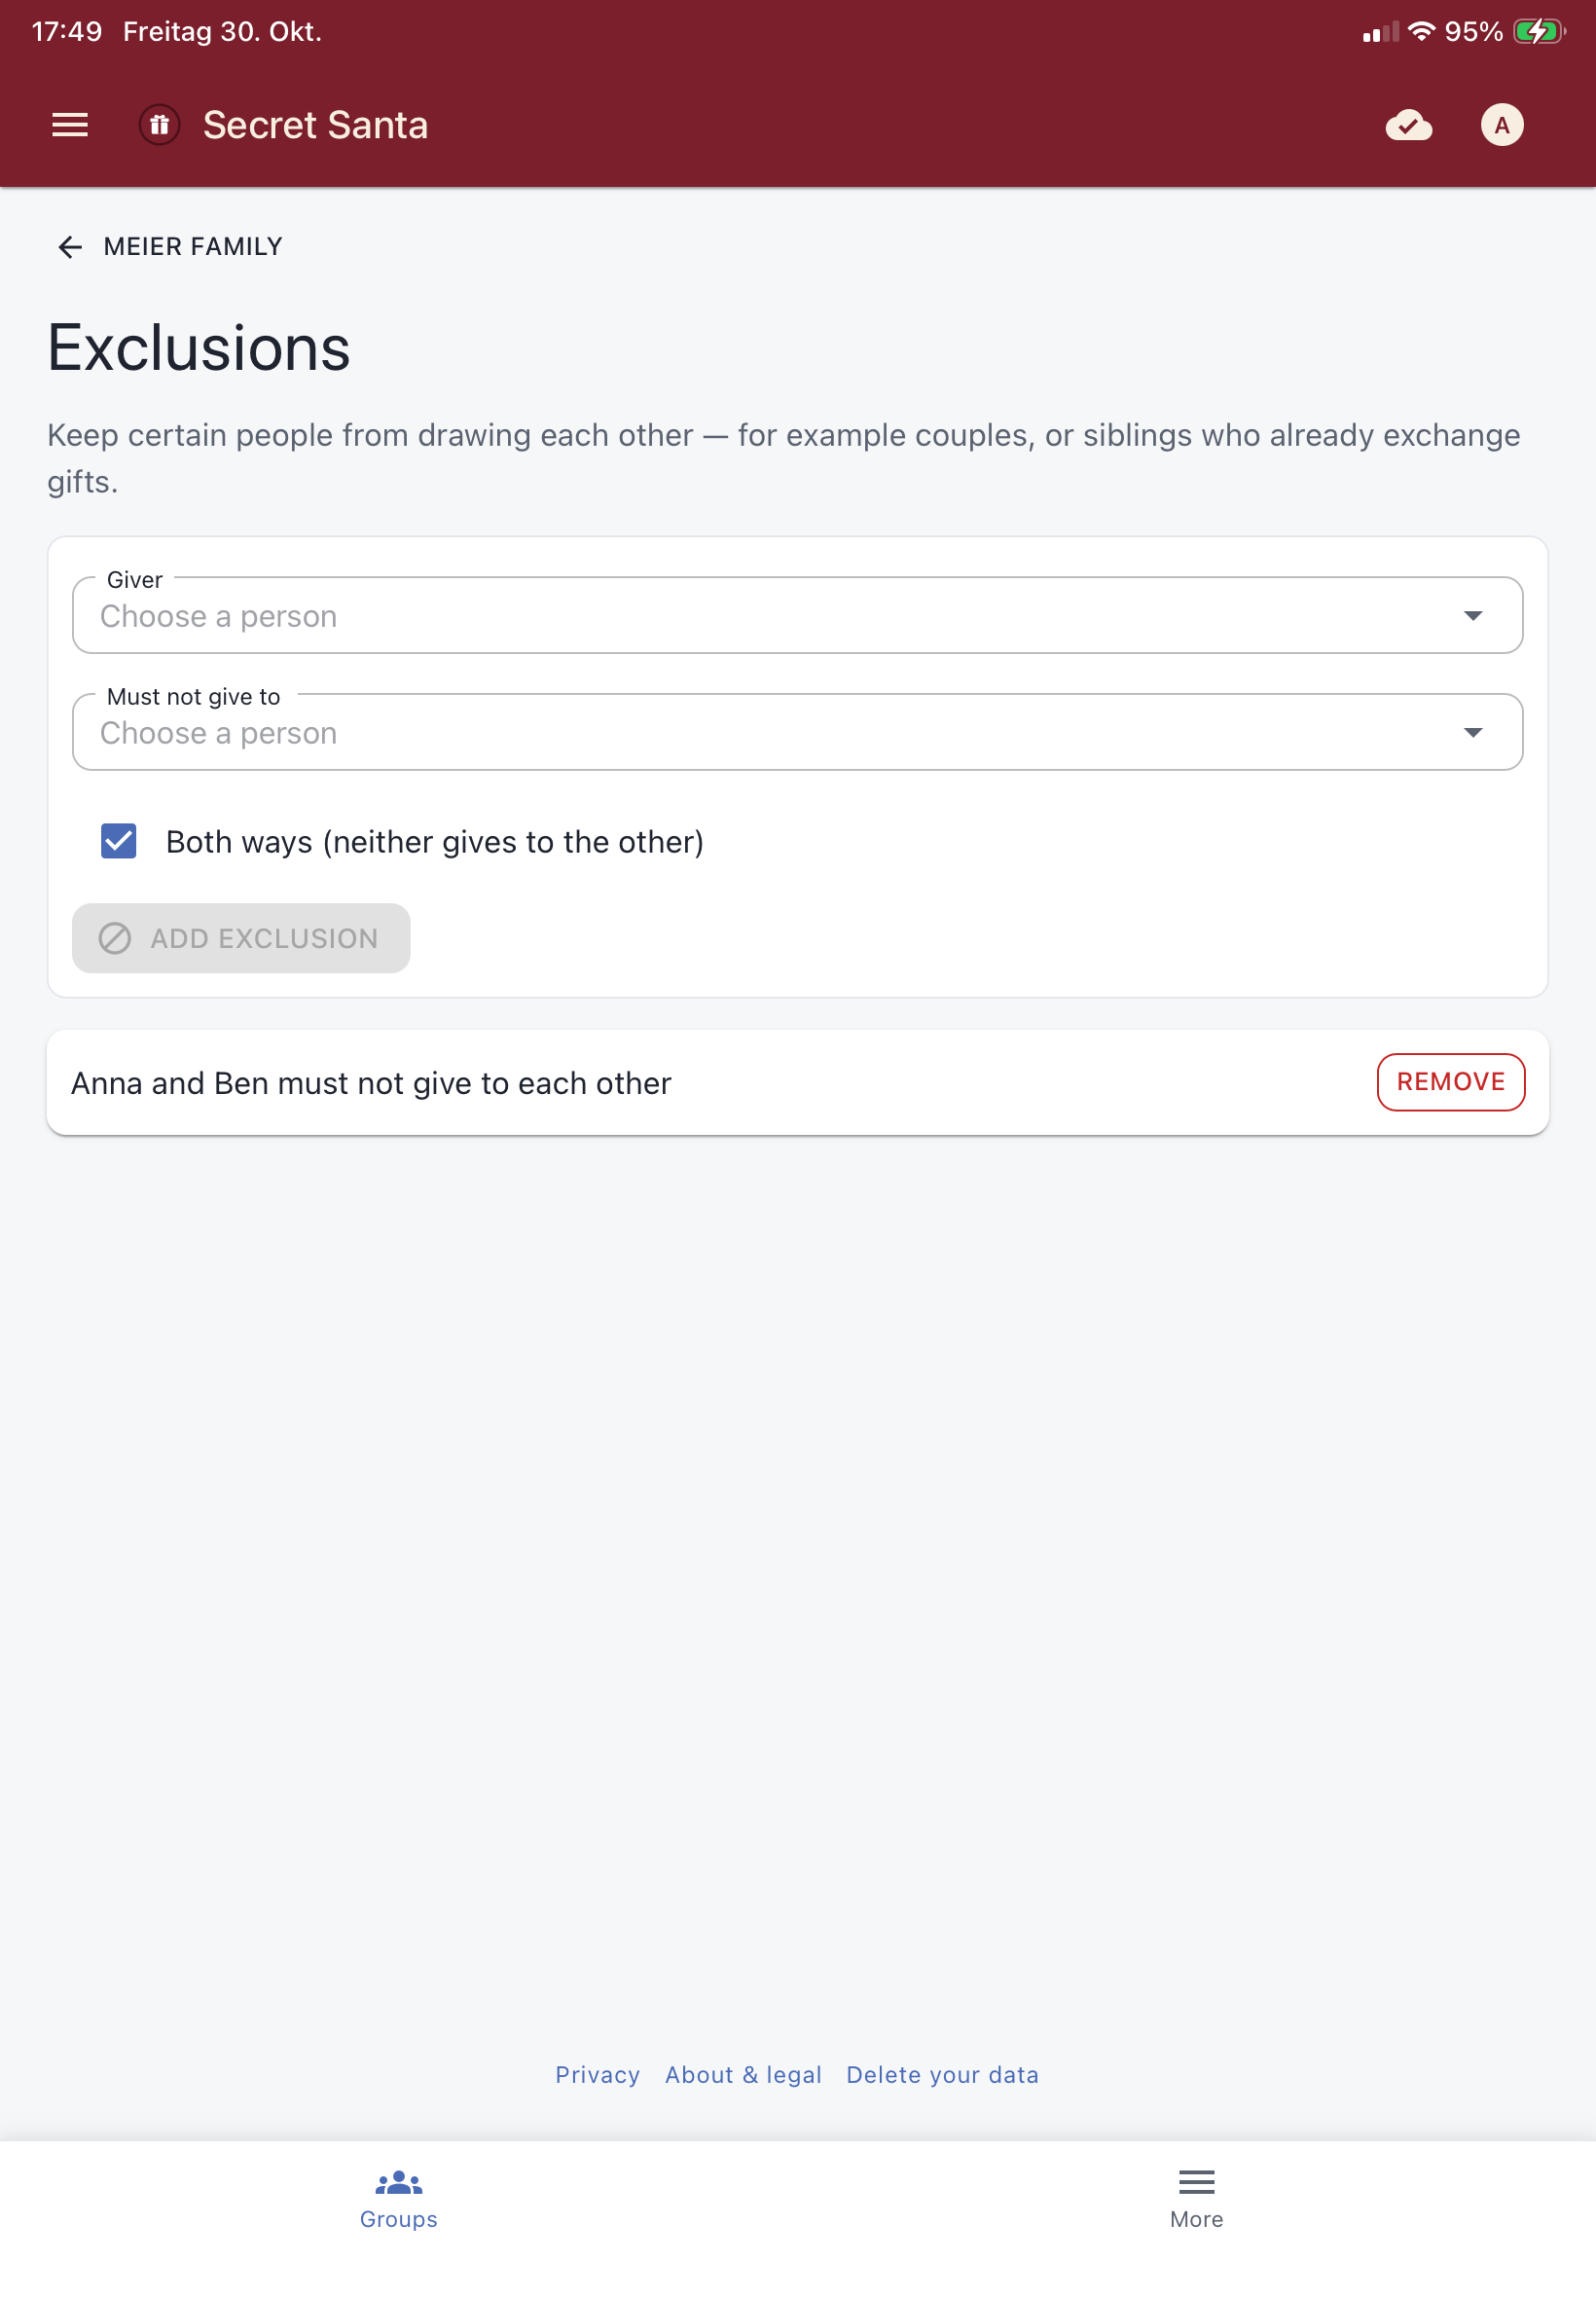 17:49 Freitag 30. Okt.
95%
Secret Santa
A
MEIER FAMILY
Exclusions
Keep certain people from drawing each other — for example couples, or siblings who already exchange
gifts.
Giver
Choose a person
Must not give to
Choose a person
Both ways (neither gives to the other)
ADD EXCLUSION
Anna and Ben must not give to each other
REMOVE
Privacy About & legal Delete your data
Groups
More